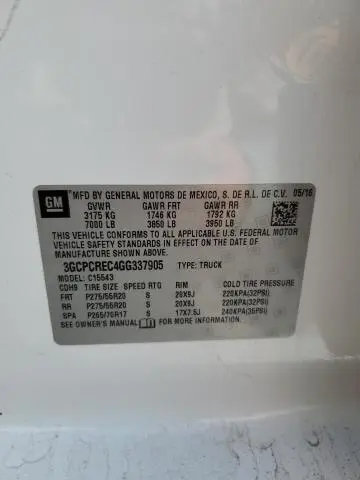 GM
MFD BY GENERAL MOTORS DE MEXICO, S. DE R.L. DE C.V. 05/16
GVWR GAWR FRT GAWR RR
3175 KG 1746 KG 1792 KG
7000 LB 3850 LB 3950 LB
THIS VEHICLE CONFORMS TO ALL APPLICABLE U.S. FEDERAL MOTOR
VEHICLE SAFETY STANDARDS IN EFFECT ON THE DATE OF
MANUFACTURE SHOWN ABOVE.
3GCPCREC4GG337905 TYPE: TRUCK
MODEL: C15543
CDH9 TIRE SIZE SPEED RTG RIM COLD TIRE PRESSURE
FRT P275/55R20 S 20X9J 220KPA(32PSI)
RR P275/55R20 S 20X9J 220KPA(32PSI)
SPA P265/70R17 S 17X7.5J 240KPA(35PSI)
SEE OWNER'S MANUAL FOR ADDITIONAL INFORMATION.